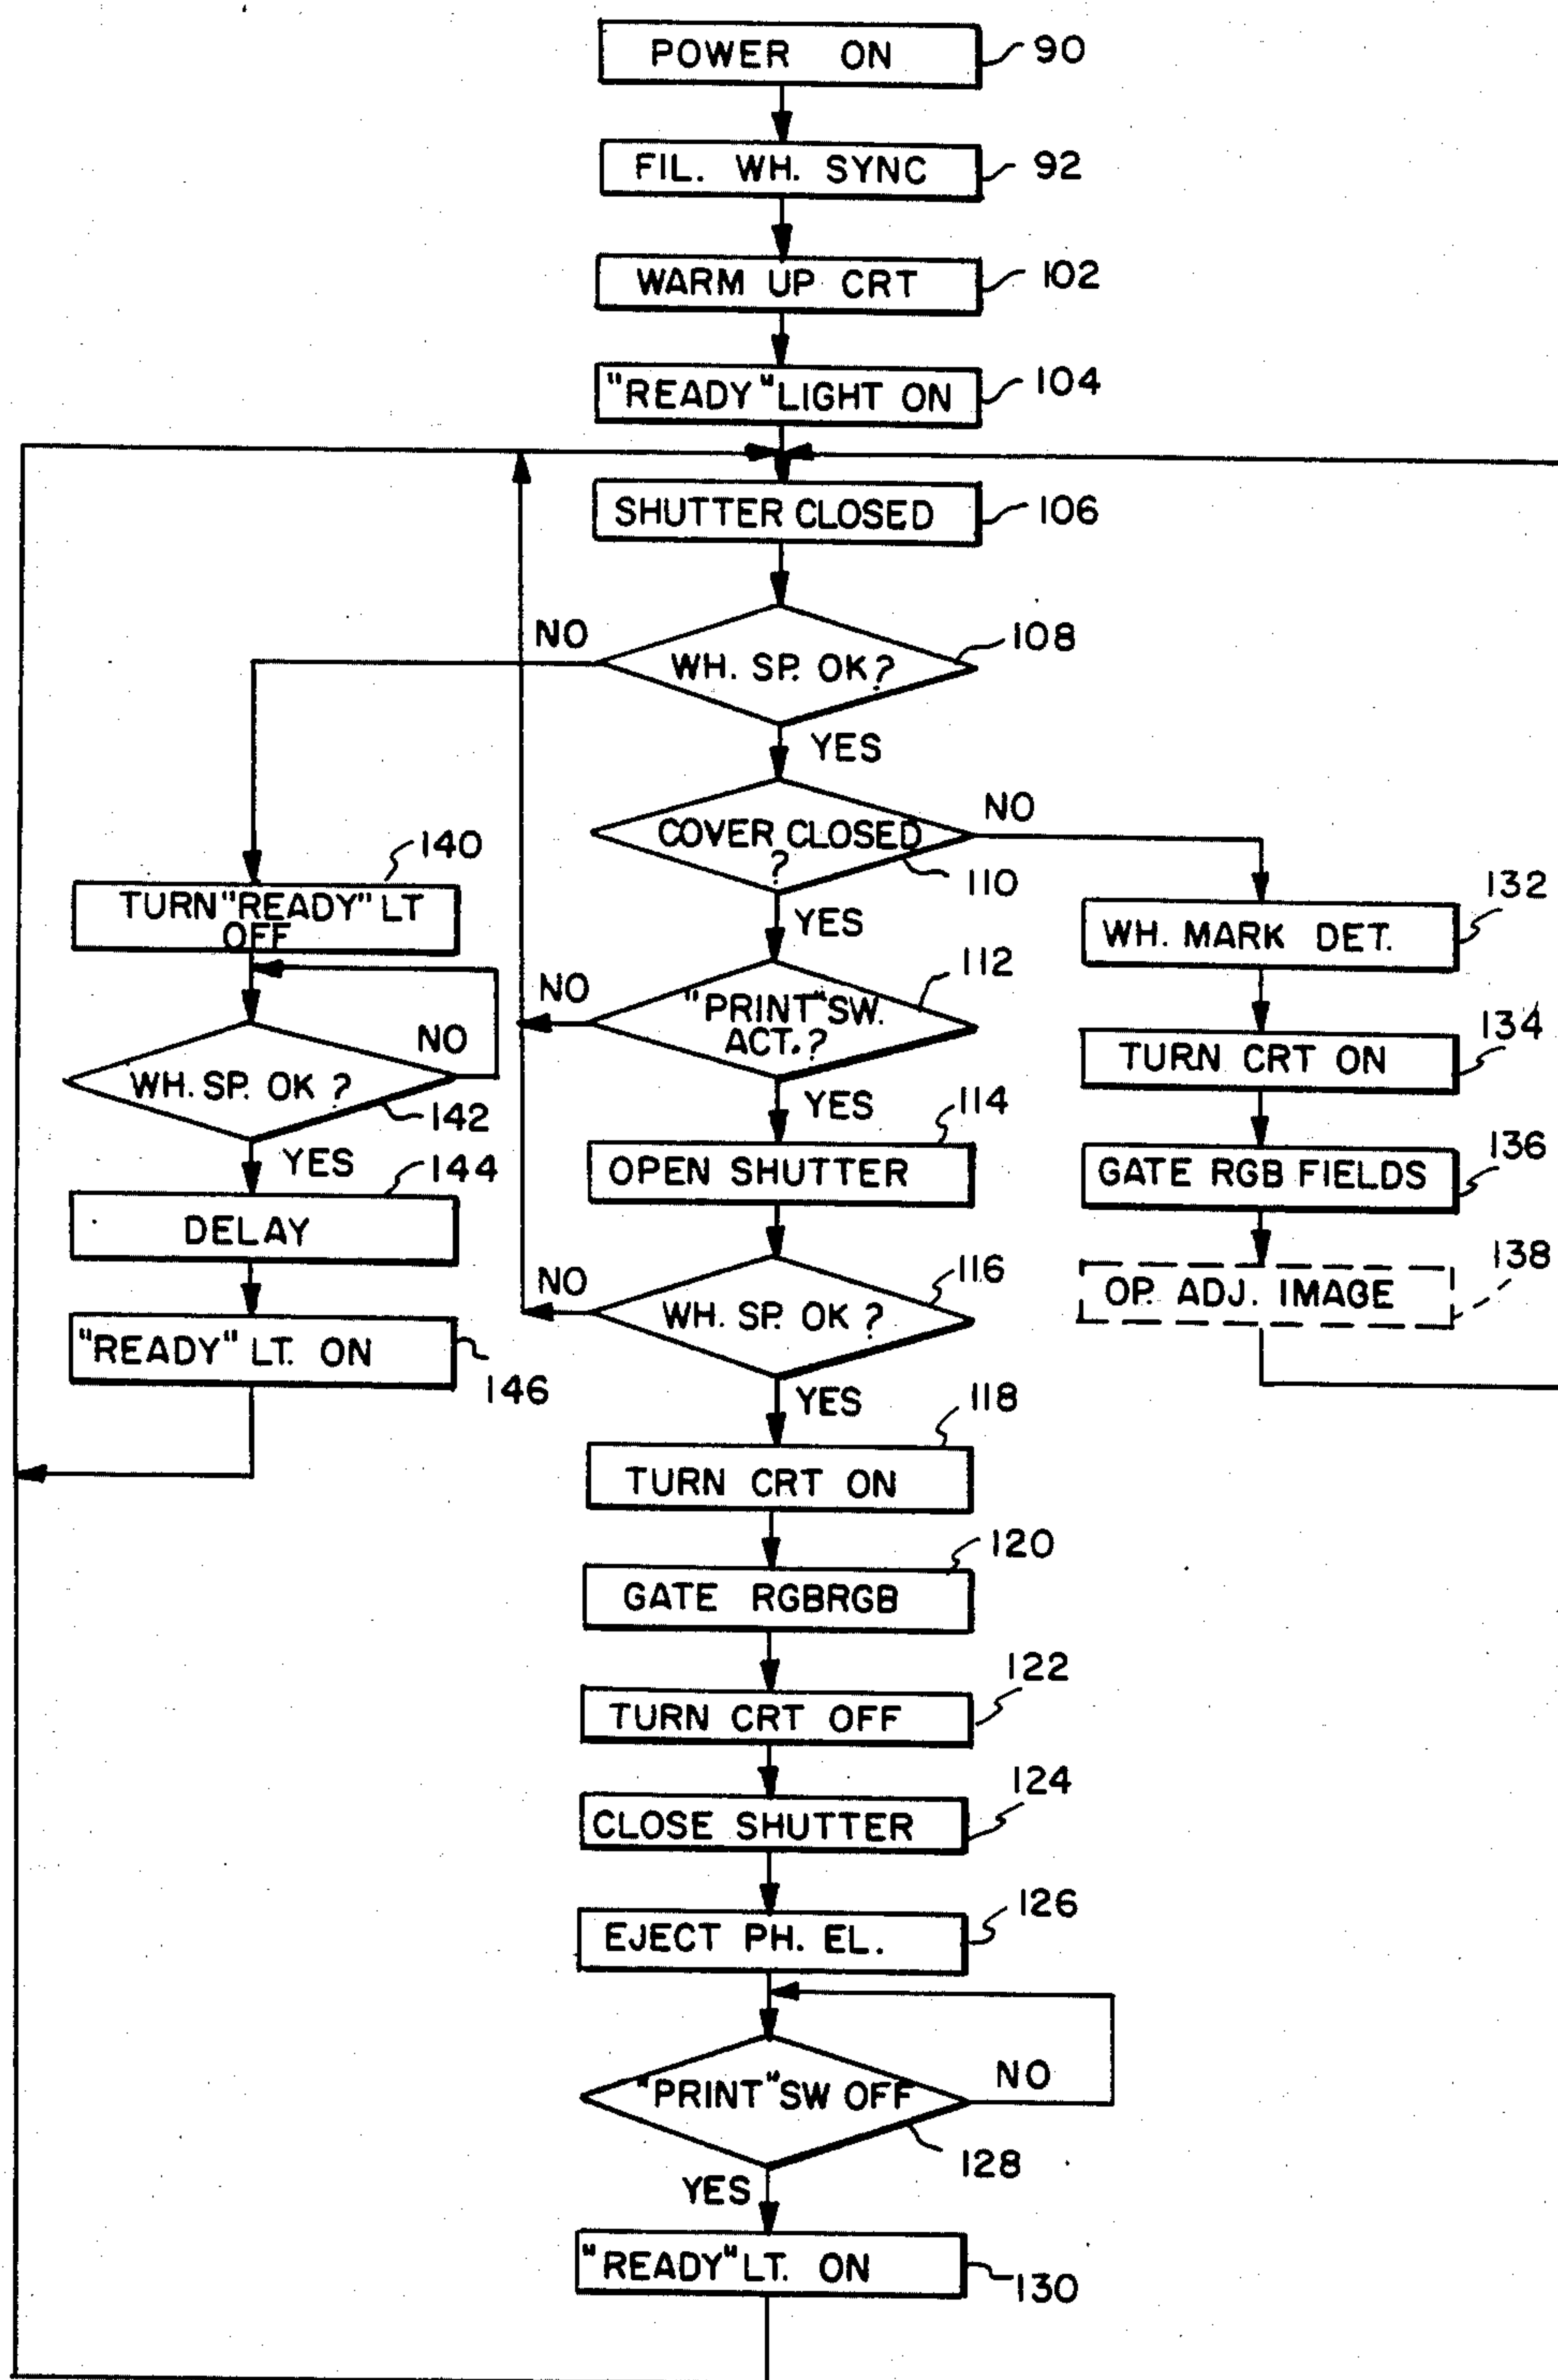 POWER ON
90
FIL. WH. SYNC
92
WARM UP CRT
102
"READY" LIGHT ON
104
SHUTTER CLOSED
106
WH. SP. OK?
108
NO
YES
COVER CLOSED
?
110
NO
YES
"PRINT" SW.
ACT.?
112
NO
YES
OPEN SHUTTER
114
WH. SP. OK ?
116
NO
YES
TURN CRT ON
118
GATE RGBRGB
120
TURN CRT OFF
122
CLOSE SHUTTER
124
EJECT PH. EL.
126
"PRINT" SW OFF
128
NO
YES
"READY" LT. ON
130
TURN "READY" LT
OFF
140
WH. SP. OK ?
142
NO
YES
DELAY
144
"READY" LT. ON
146
WH. MARK DET.
132
TURN CRT ON
134
GATE RGB FIELDS
136
OP. ADJ. IMAGE
138